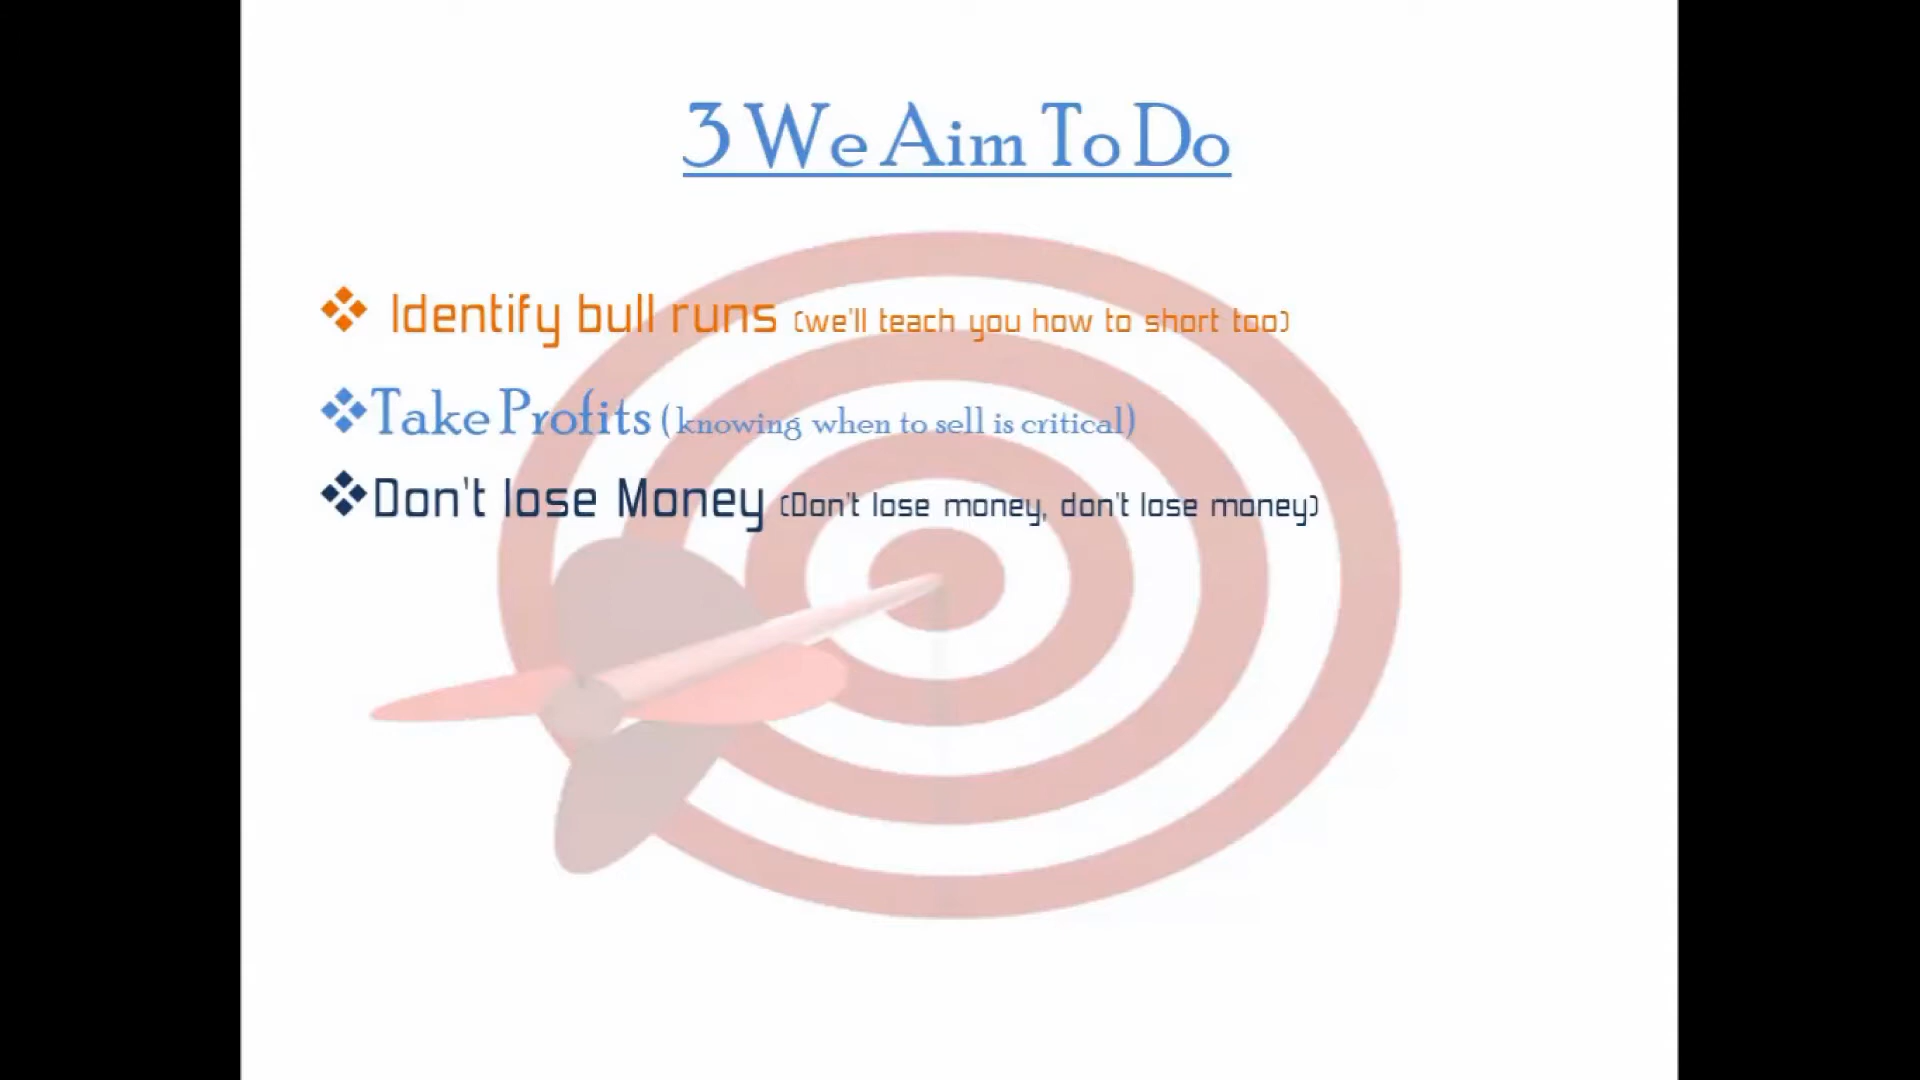 3 We Aim To Do
Identify bull runs (we'll teach you how to short too)
Take Profits (knowing when to sell is critical)
Don't lose Money (Don't lose money, don't lose money)